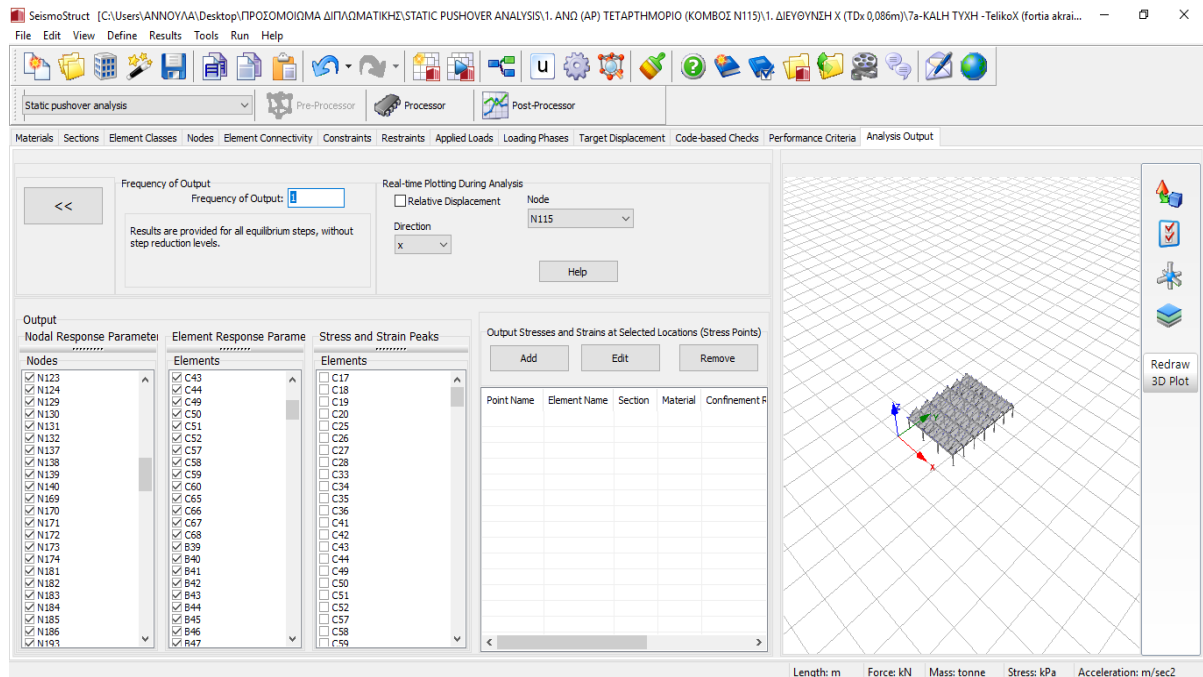 SeismoStruct [C:\Users\ΑΝΝΟΥΛΑ\Desktop\ΠΡΟΣΟΜΟΙΩΜΑ ΔΙΠΛΩΜΑΤΙΚΗΣ\STATIC PUSHOVER ANALYSIS\1. ΑΝΩ (ΑΡ) ΤΕΤΑΡΤΗΜΟΡΙΟ (ΚΟΜΒΟΣ Ν115)\1. ΔΙΕΥΘΥΝΣΗ Χ (TDx 0,086m)\7a-KALH TYXH -TelikoX (fortia akrai...
File Edit View Define Results Tools Run Help
Static pushover analysis Pre-Processor Processor Post-Processor
Materials Sections Element Classes Nodes Element Connectivity Constraints Restraints Applied Loads Loading Phases Target Displacement Code-based Checks Performance Criteria Analysis Output
<<
Frequency of Output
Frequency of Output: 1
Results are provided for all equilibrium steps, without
step reduction levels.
Real-time Plotting During Analysis
Relative Displacement
Node
N115
Direction
x
Help
Output
Nodal Response Parameter
Nodes
N123
N124
N129
N130
N131
N132
N137
N138
N139
N140
N169
N170
N171
N172
N173
N174
N181
N182
N183
N184
N185
N186
N193
Element Response Parame
Elements
C43
C44
C49
C50
C51
C52
C57
C58
C59
C60
C65
C66
C67
C68
B39
B40
B41
B42
B43
B44
B45
B46
B47
Stress and Strain Peaks
Elements
C17
C18
C19
C20
C25
C26
C27
C28
C33
C34
C35
C36
C41
C42
C43
C44
C49
C50
C51
C52
C57
C58
C59
Output Stresses and Strains at Selected Locations (Stress Points)
Add Edit Remove
Point Name Element Name Section Material Confinement F
z
x
Redraw
3D Plot
Length: m Force: kN Mass: tonne Stress: kPa Acceleration: m/sec2